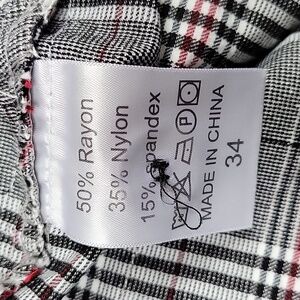 50% Rayon
35% Nylon
15% Spandex
MADE IN CHINA
34